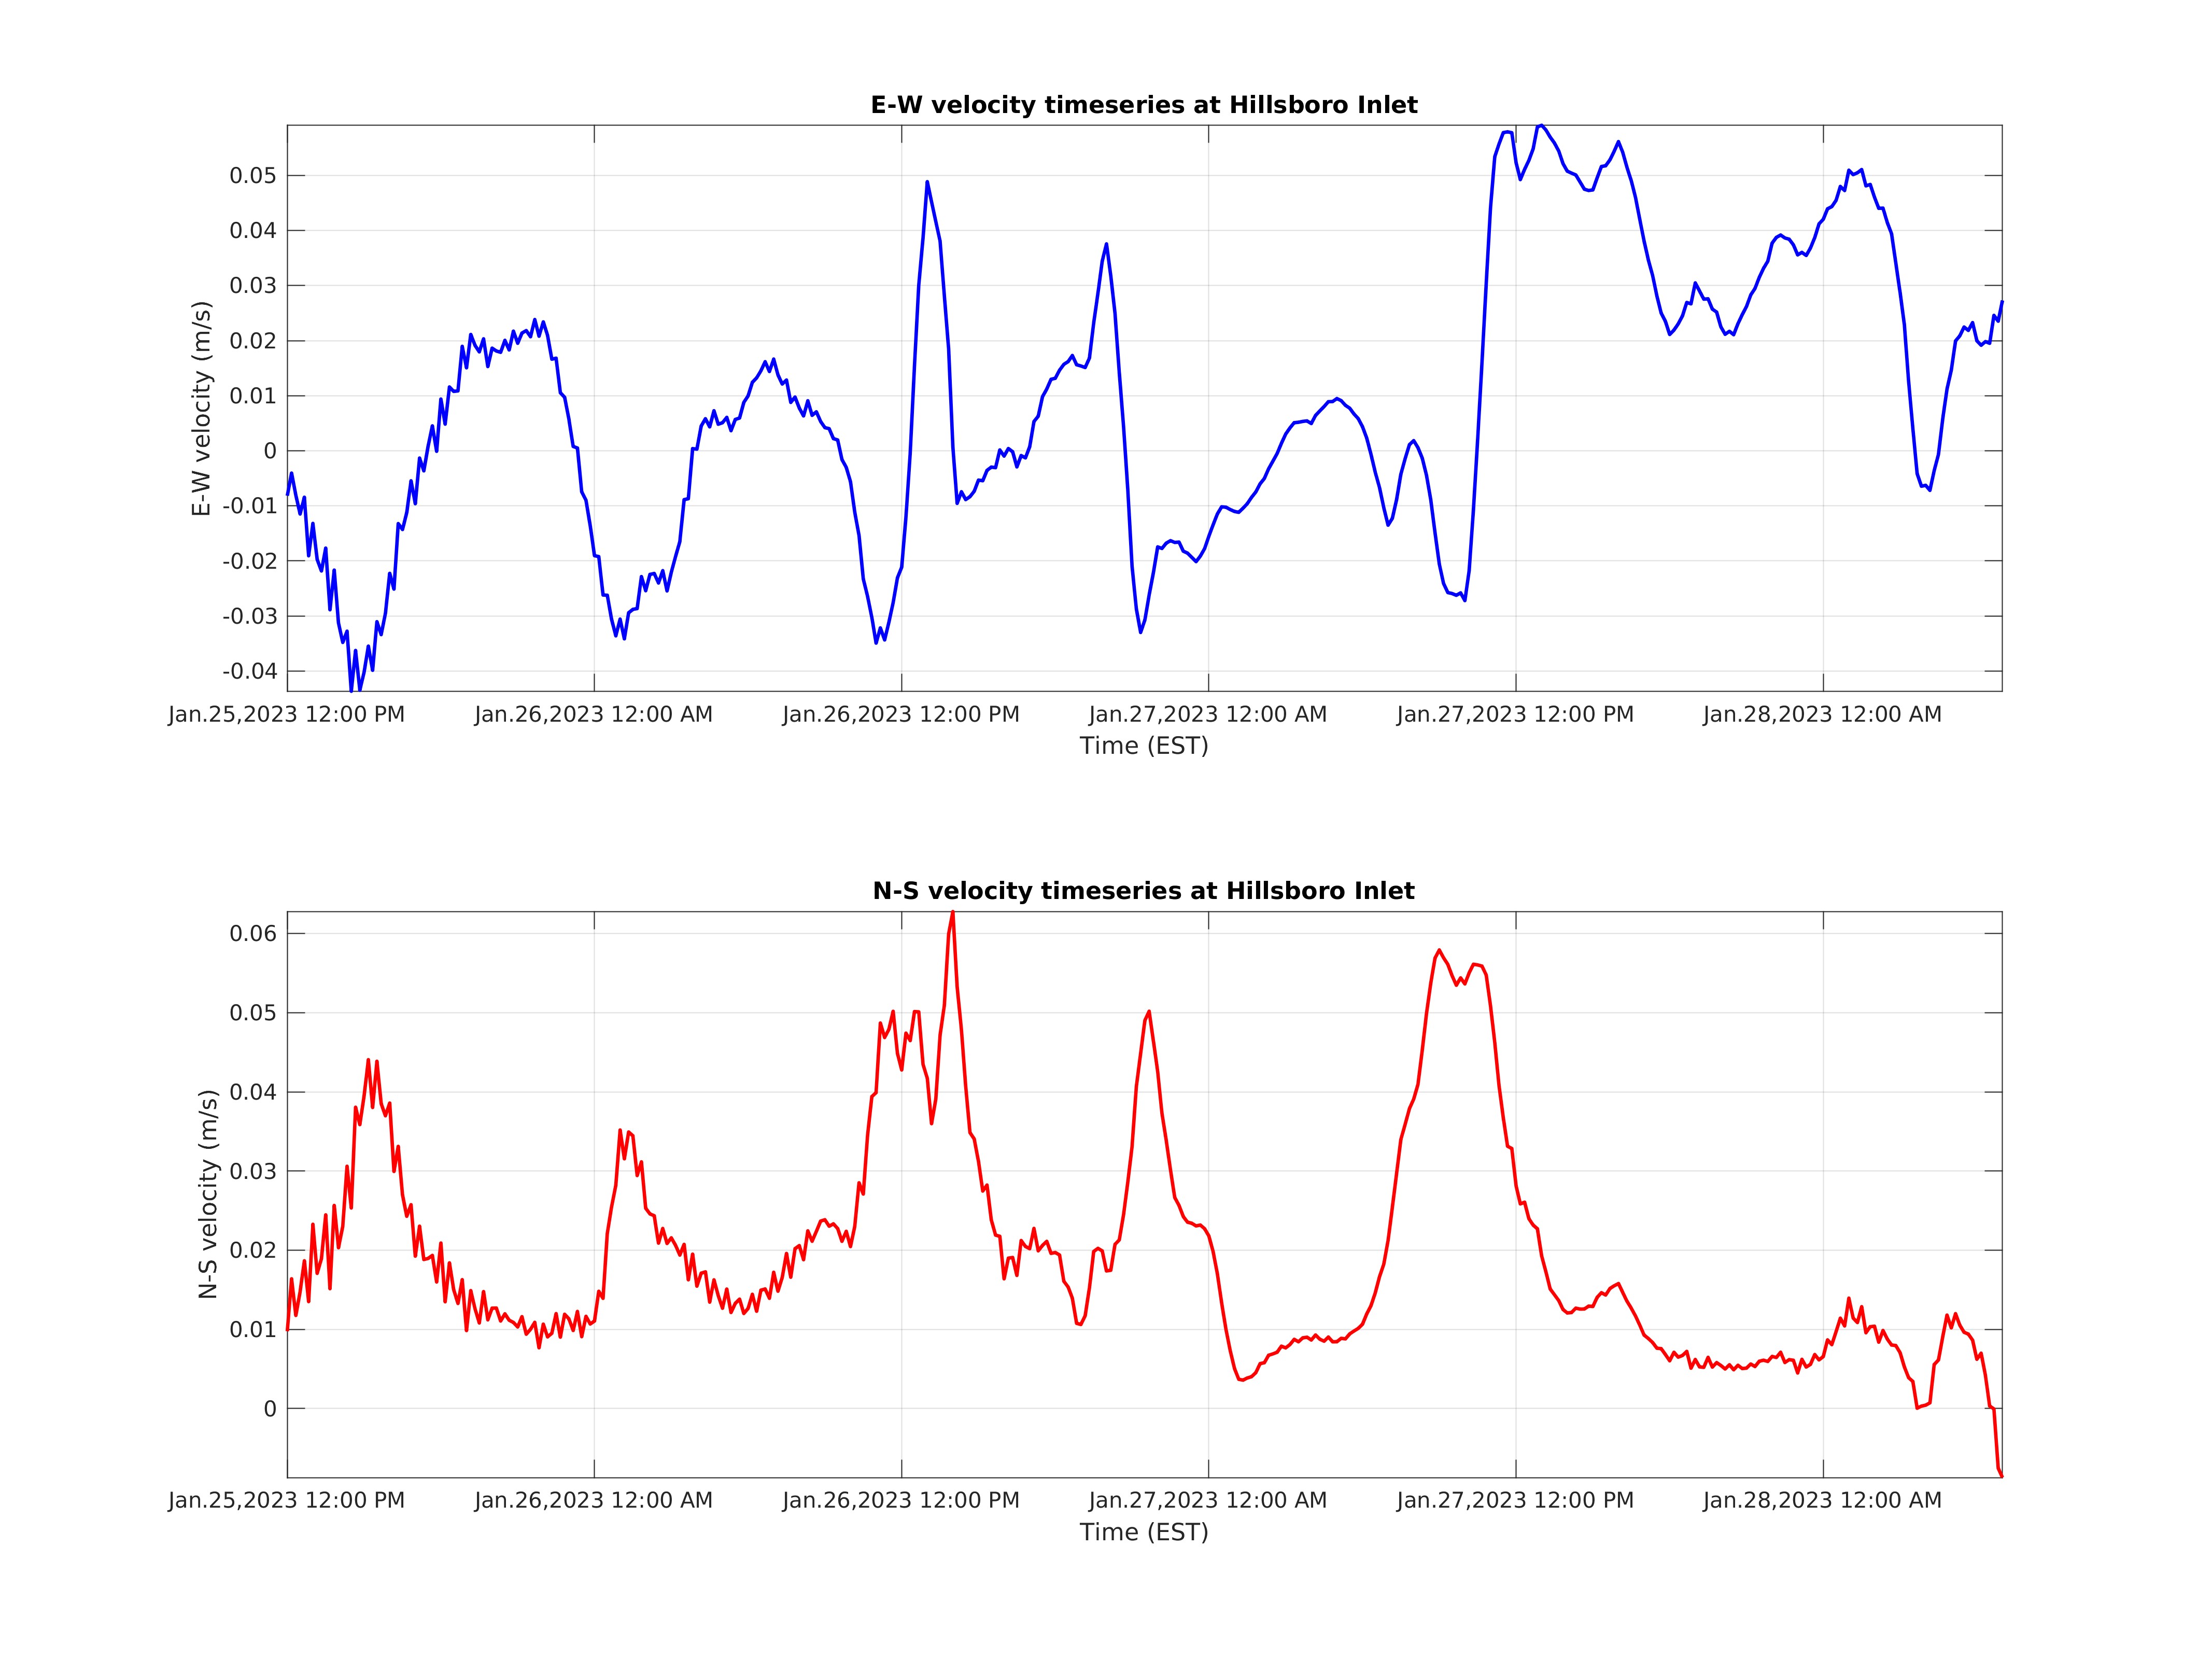 E-W velocity timeseries at Hillsboro Inlet
E-W velocity (m/s)
0.05
0.04
0.03
0.02
0.01
0
-0.01
-0.02
-0.03
-0.04
Jan.25,2023 12:00 PM Jan.26,2023 12:00 AM Jan.26,2023 12:00 PM Jan.27,2023 12:00 AM Jan.27,2023 12:00 PM Jan.28,2023 12:00 AM
Time (EST)
N-S velocity timeseries at Hillsboro Inlet
N-S velocity (m/s)
0.06
0.05
0.04
0.03
0.02
0.01
0
Jan.25,2023 12:00 PM Jan.26,2023 12:00 AM Jan.26,2023 12:00 PM Jan.27,2023 12:00 AM Jan.27,2023 12:00 PM Jan.28,2023 12:00 AM
Time (EST)